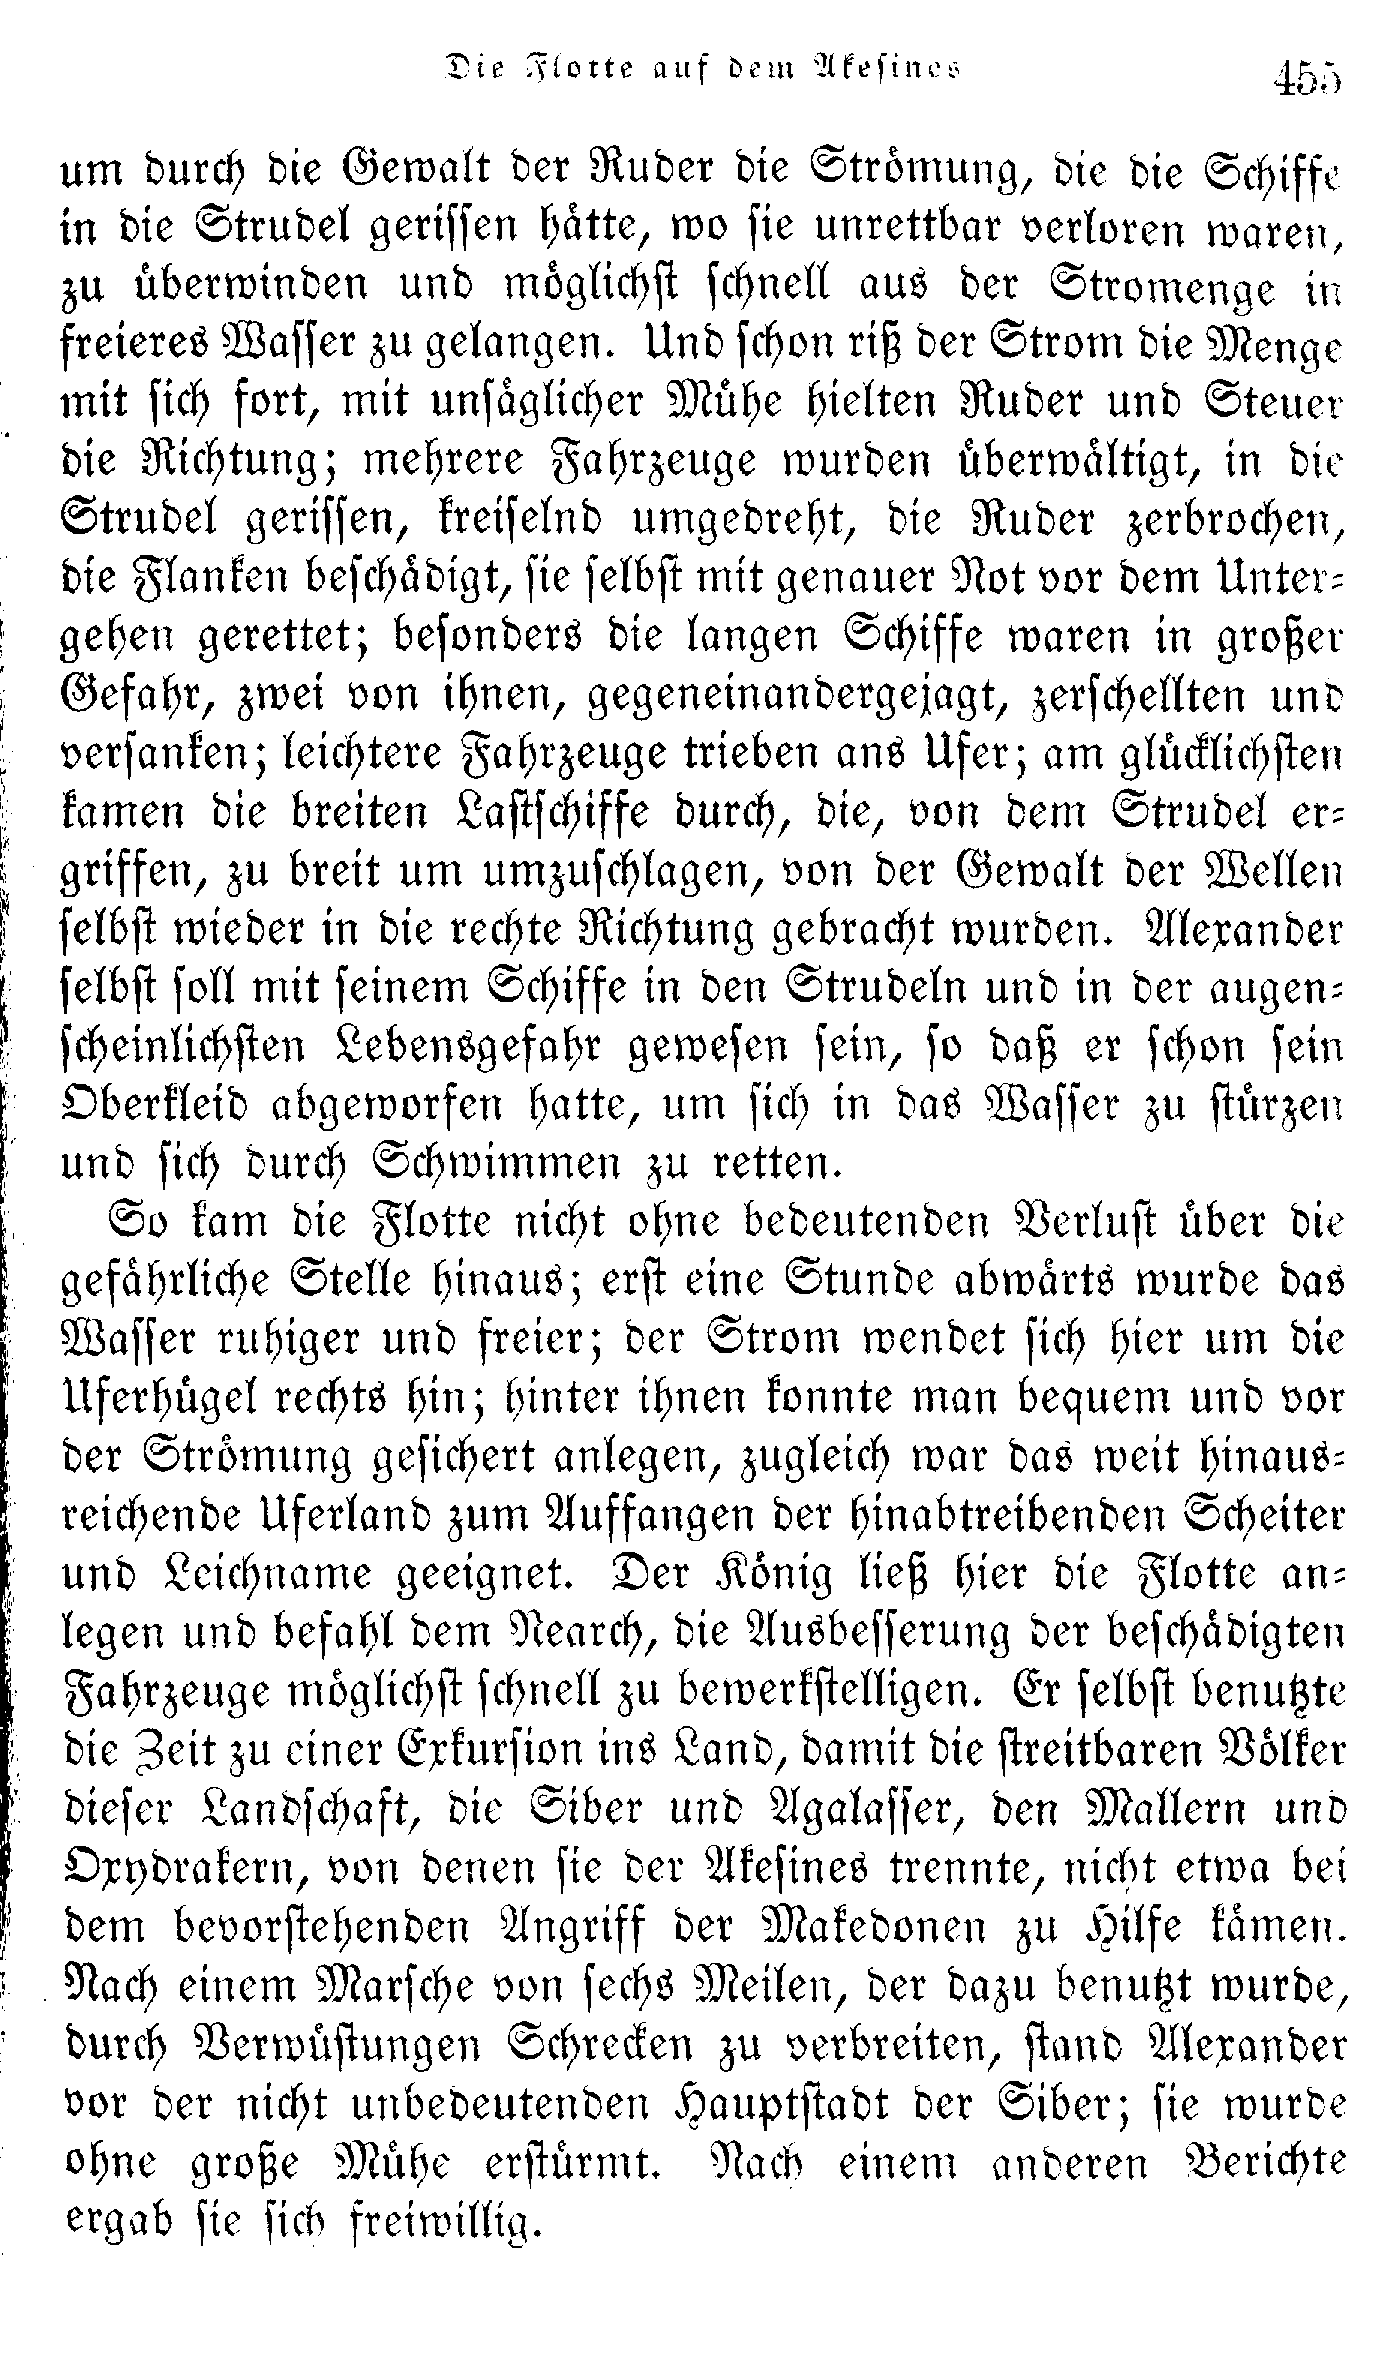 Die Flotte auf dem Akesines 455
um durch die Gewalt der Ruder die Strömung, die die Schiffe
in die Strudel gerissen hätte, wo sie unrettbar verloren waren,
zu überwinden und möglichst schnell aus der Stromenge in
freieres Wasser zu gelangen. Und schon riß der Strom die Menge
mit sich fort, mit unsäglicher Mühe hielten Ruder und Steuer
die Richtung; mehrere Fahrzeuge wurden überwältigt, in die
Strudel gerissen, kreiselnd umgedreht, die Ruder zerbrochen,
die Flanken beschädigt, sie selbst mit genauer Not vor dem Unter-
gehen gerettet; besonders die langen Schiffe waren in großer
Gefahr, zwei von ihnen, gegeneinandergejagt, zerschellten und
versanken; leichtere Fahrzeuge trieben ans Ufer; am glücklichsten
kamen die breiten Lastschiffe durch, die, von dem Strudel er-
griffen, zu breit um umzuschlagen, von der Gewalt der Wellen
selbst wieder in die rechte Richtung gebracht wurden. Alexander
selbst soll mit seinem Schiffe in den Strudeln und in der augen-
scheinlichsten Lebensgefahr gewesen sein, so daß er schon sein
Oberkleid abgeworfen hatte, um sich in das Wasser zu stürzen
und sich durch Schwimmen zu retten.
So kam die Flotte nicht ohne bedeutenden Verlust über die
gefährliche Stelle hinaus; erst eine Stunde abwärts wurde das
Wasser ruhiger und freier; der Strom wendet sich hier um die
Uferhügel rechts hin; hinter ihnen konnte man bequem und vor
der Strömung gesichert anlegen, zugleich war das weit hinaus-
reichende Uferland zum Auffangen der hinabtreibenden Scheiter
und Leichname geeignet. Der König ließ hier die Flotte an-
legen und befahl dem Nearch, die Ausbesserung der beschädigten
Fahrzeuge möglichst schnell zu bewerkstelligen. Er selbst benutzte
die Zeit zu einer Exkursion ins Land, damit die streitbaren Völker
dieser Landschaft, die Siber und Agalasser, den Mallern und
Oxydrakern, von denen sie der Akesines trennte, nicht etwa bei
dem bevorstehenden Angriff der Makedonen zu Hilfe kämen.
Nach einem Marsche von sechs Meilen, der dazu benutzt wurde,
durch Verwüstungen Schrecken zu verbreiten, stand Alexander
vor der nicht unbedeutenden Hauptstadt der Siber; sie wurde
ohne große Mühe erstürmt. Nach einem anderen Berichte
ergab sie sich freiwillig.